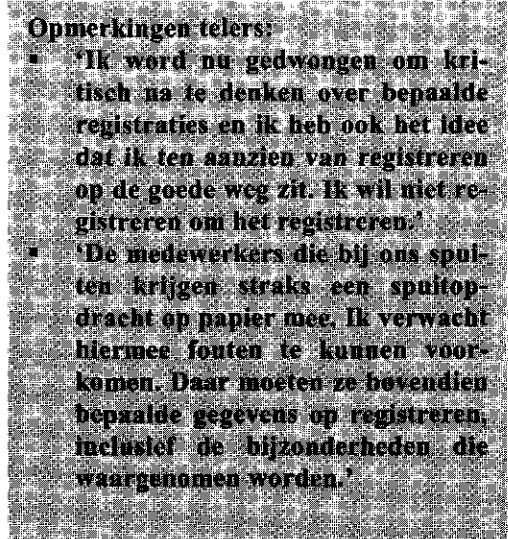 Opmerkingen telers:
▪ ‘Ik word nu gedwongen om kri-
tisch na te denken over bepaalde
registraties en ik heb ook het idee
dat ik ten aanzien van registreren
op de goede weg zit. Ik wil niet re-
gistreren om het registreren.’
▪ ‘De medewerkers die bij ons spui-
ten krijgen straks een spuitop-
dracht op papier mee. Ik verwacht
hiermee fouten te kunnen voor-
komen. Daar moeten ze bovendien
bepaalde gegevens op registreren,
inclusief de bijzonderheden die
waargenomen worden.’